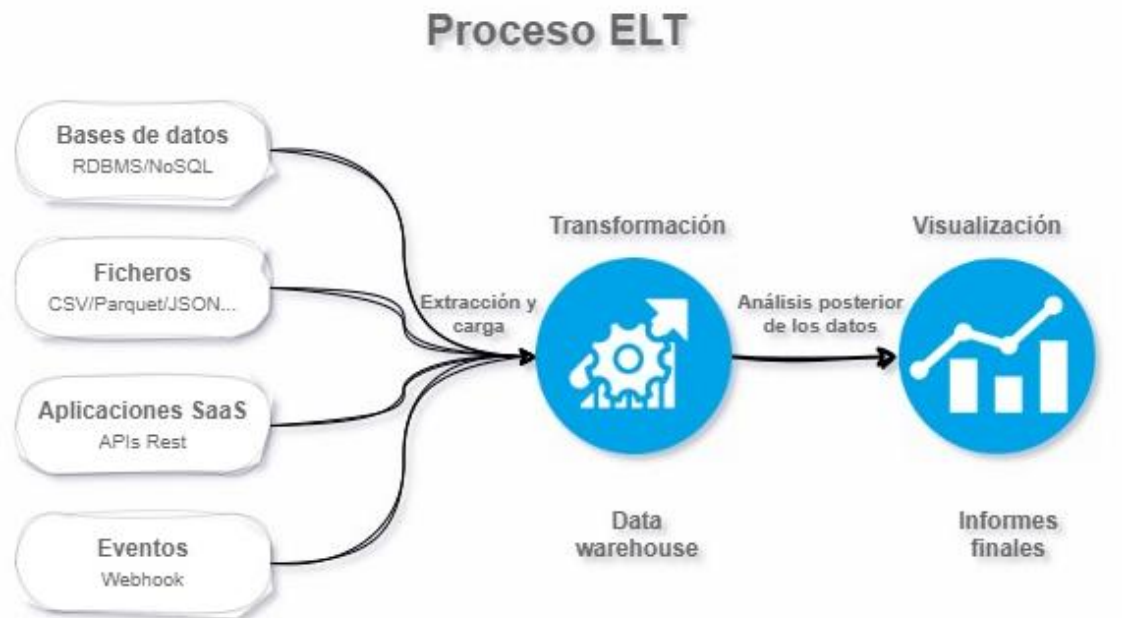 Proceso ELT
Bases de datos
RDBMS/NoSQL
Ficheros
CSV/Parquet/JSON...
Aplicaciones SaaS
APIs Rest
Eventos
Webhook
Extracción y
carga
Transformación
Data
warehouse
Análisis posterior
de los datos
Visualización
Informes
finales